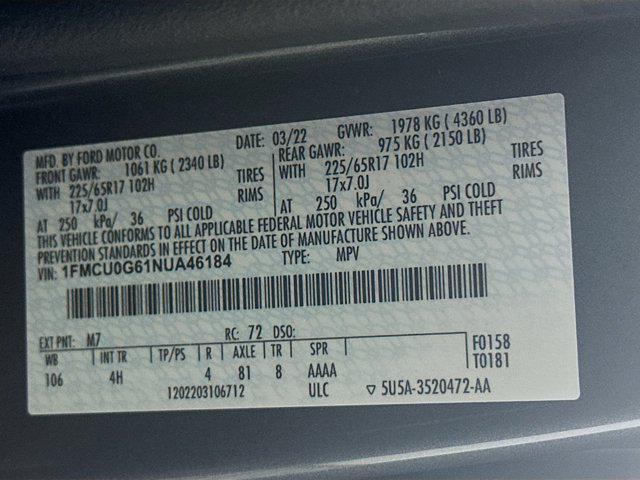 MFD. BY FORD MOTOR CO. DATE: 03/22 GVWR: 1978 KG ( 4360 LB)
FRONT GAWR: 1061 KG ( 2340 LB) REAR GAWR: 975 KG ( 2150 LB)
WITH 225/65R17 102H TIRES WITH 225/65R17 102H TIRES
17x7.0J RIMS 17x7.0J RIMS
AT 250 kPa/ 36 PSI COLD AT 250 kPa/ 36 PSI COLD
THIS VEHICLE CONFORMS TO ALL APPLICABLE FEDERAL MOTOR VEHICLE SAFETY AND THEFT
PREVENTION STANDARDS IN EFFECT ON THE DATE OF MANUFACTURE SHOWN ABOVE.
VIN: 1FMCU0G61NUA46184 TYPE: MPV
EXT PNT: M7 RC: 72 DSO: F0158
WB INT TR TP/PS R AXLE TR SPR T0181
106 4H 4 81 8 AAAA
1202203106712 ULC ▽ 5U5A-3520472-AA